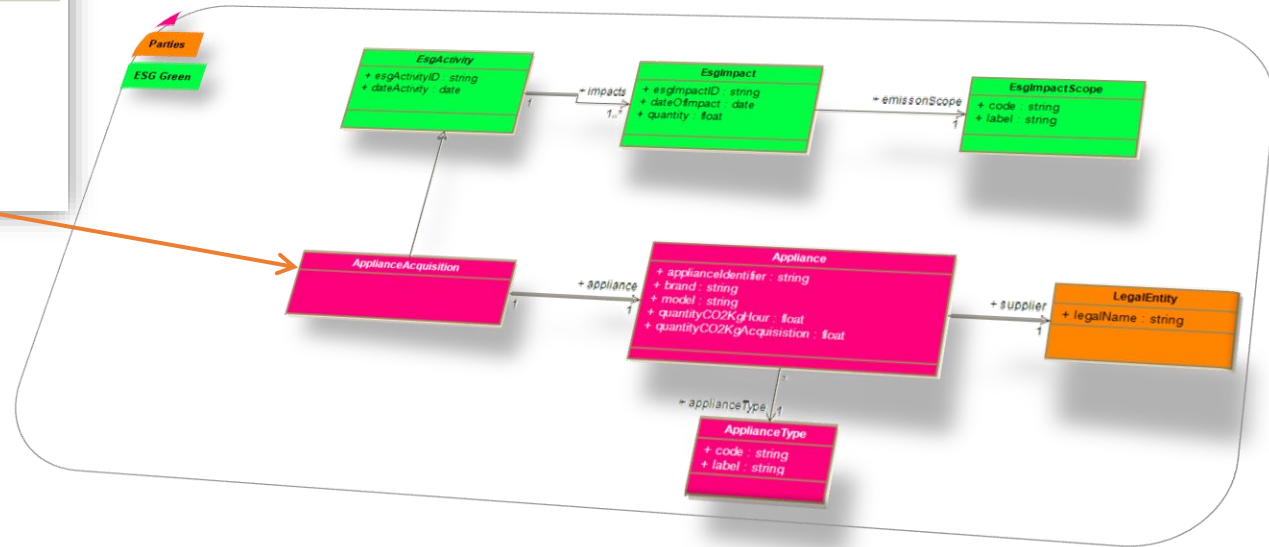 Parties
ESG Green
EsgActivity
+ esgActivityID : string
+ dateActivity : date
1
+ impacts
1..*
EsgImpact
+ esgImpactID : string
+ dateOfImpact : date
+ quantity : float
+ emissonScope
1
EsgImpactScope
+ code : string
+ label : string
ApplianceAcquisition
1
+ appliance
1
Appliance
+ applianceIdentifier : string
+ brand : string
+ model : string
+ quantityCO2KgHour : float
+ quantityCO2KgAcquisistion : float
+ supplier
1
LegalEntity
+ legalName : string
*
+ applianceType
1
ApplianceType
+ code : string
+ label : string